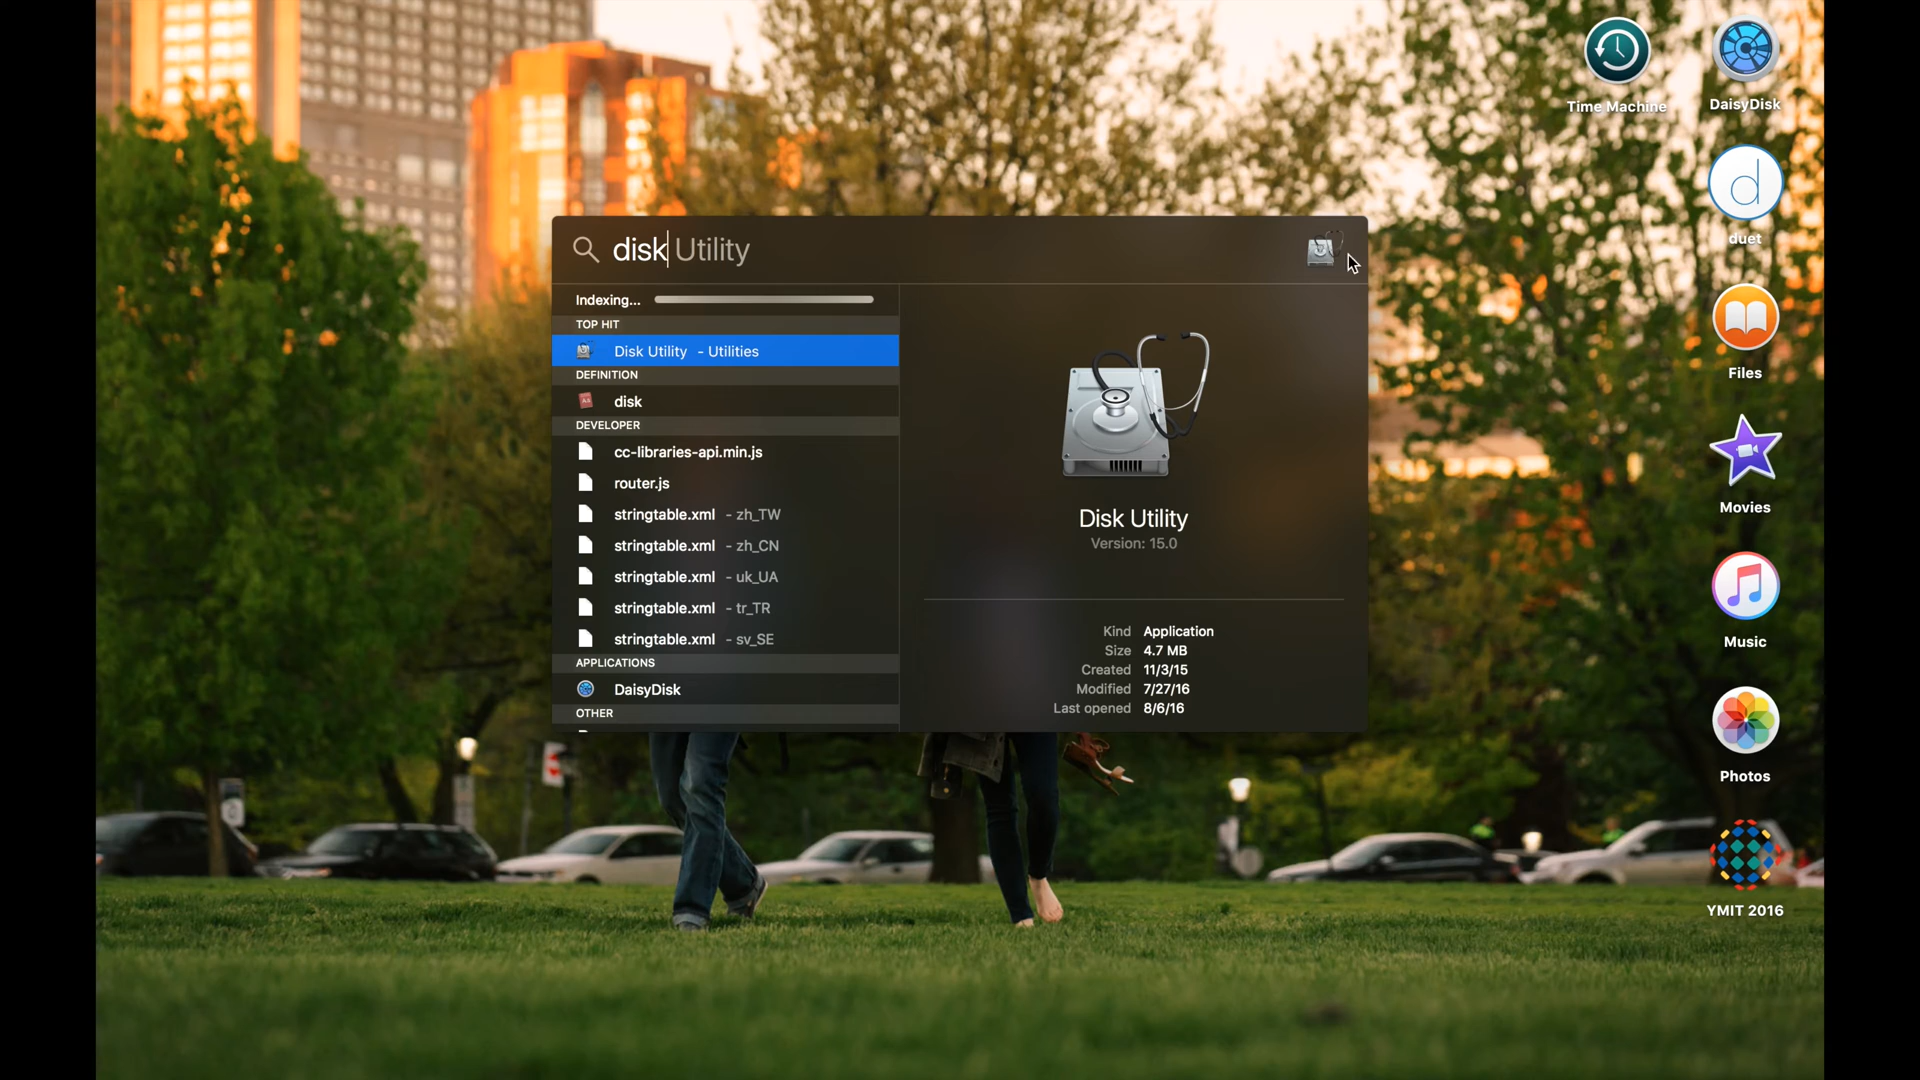 Time Machine
DaisyDisk
d
duet
Files
Movies
Music
Photos
YMIT 2016
disk Utility
Indexing...
TOP HIT
Disk Utility - Utilities
DEFINITION
disk
DEVELOPER
cc-libraries-api.min.js
router.js
stringtable.xml - zh_TW
stringtable.xml - zh_CN
stringtable.xml - uk_UA
stringtable.xml - tr_TR
stringtable.xml - sv_SE
APPLICATIONS
DaisyDisk
OTHER
Disk Utility
Version: 15.0
Kind Application
Size 4.7 MB
Created 11/3/15
Modified 7/27/16
Last opened 8/6/16